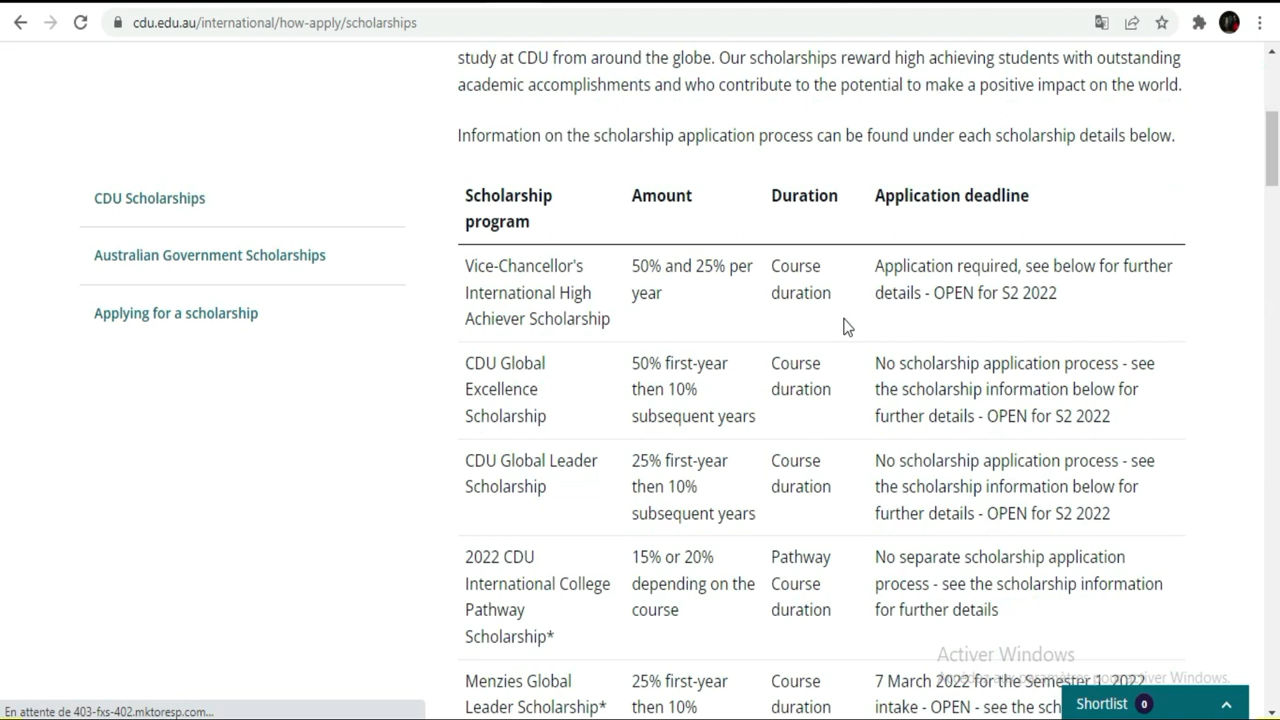 cdu.edu.au/international/how-apply/scholarships
study at CDU from around the globe. Our scholarships reward high achieving students with outstanding
academic accomplishments and who contribute to the potential to make a positive impact on the world.
Information on the scholarship application process can be found under each scholarship details below.
CDU Scholarships
Australian Government Scholarships
Applying for a scholarship
Scholarship program
Amount
Duration
Application deadline
Vice-Chancellor's
International High
Achiever Scholarship
50% and 25% per
year
Course
duration
Application required, see below for further
details - OPEN for S2 2022
CDU Global
Excellence
Scholarship
50% first-year
then 10%
subsequent years
Course
duration
No scholarship application process - see
the scholarship information below for
further details - OPEN for S2 2022
CDU Global Leader
Scholarship
25% first-year
then 10%
subsequent years
Course
duration
No scholarship application process - see
the scholarship information below for
further details - OPEN for S2 2022
2022 CDU
International College
Pathway
Scholarship*
15% or 20%
depending on the
course
Pathway
Course
duration
No separate scholarship application
process - see the scholarship information
for further details
Menzies Global
Leader Scholarship*
25% first-year
then 10%
Course
duration
7 March 2022 for the Semester 1, 2022
intake - OPEN - see the sch
Activer Windows
activer Windows.
Shortlist 0
En attente de 403-fxs-402.mktoresp.com...